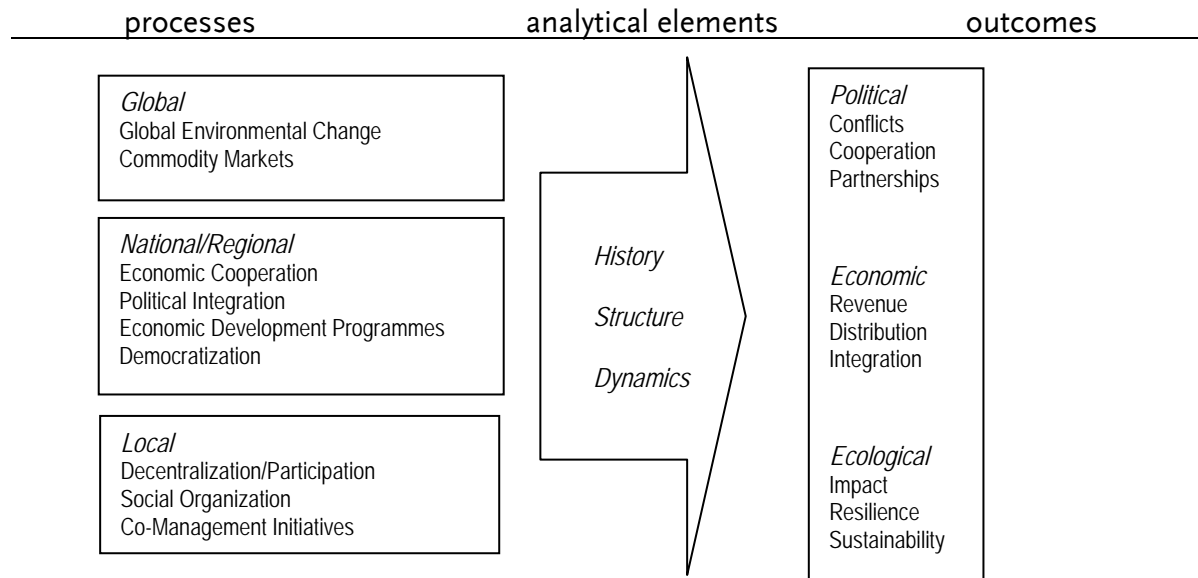 processes analytical elements outcomes
Global
Global Environmental Change
Commodity Markets
National/Regional
Economic Cooperation
Political Integration
Economic Development Programmes
Democratization
Local
Decentralization/Participation
Social Organization
Co-Management Initiatives
History
Structure
Dynamics
Political
Conflicts
Cooperation
Partnerships
Economic
Revenue
Distribution
Integration
Ecological
Impact
Resilience
Sustainability